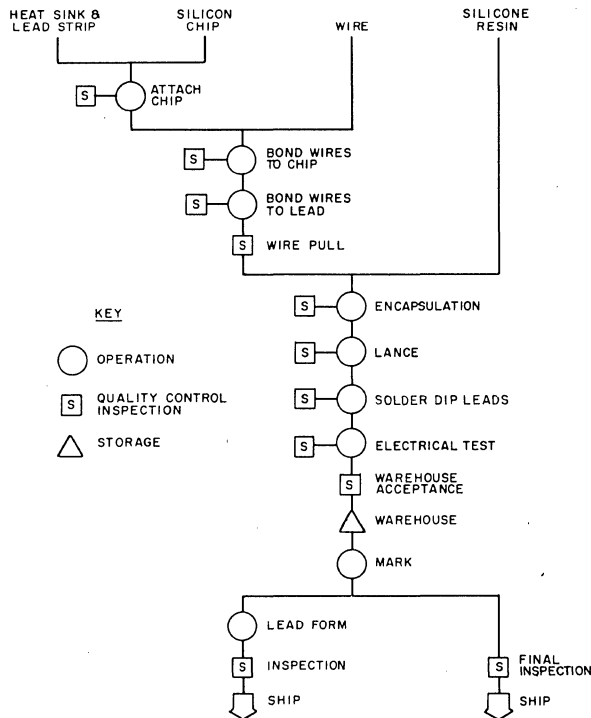 HEAT SINK &
LEAD STRIP
SILICON
CHIP
WIRE
SILICONE
RESIN
S
ATTACH
CHIP
S
BOND WIRES
TO CHIP
S
BOND WIRES
TO LEAD
S
WIRE PULL
S
ENCAPSULATION
S
LANCE
S
SOLDER DIP LEADS
S
ELECTRICAL TEST
S
WAREHOUSE
ACCEPTANCE
WAREHOUSE
MARK
LEAD FORM
S
INSPECTION
SHIP
S
FINAL
INSPECTION
SHIP
KEY
OPERATION
S
QUALITY CONTROL
INSPECTION
STORAGE